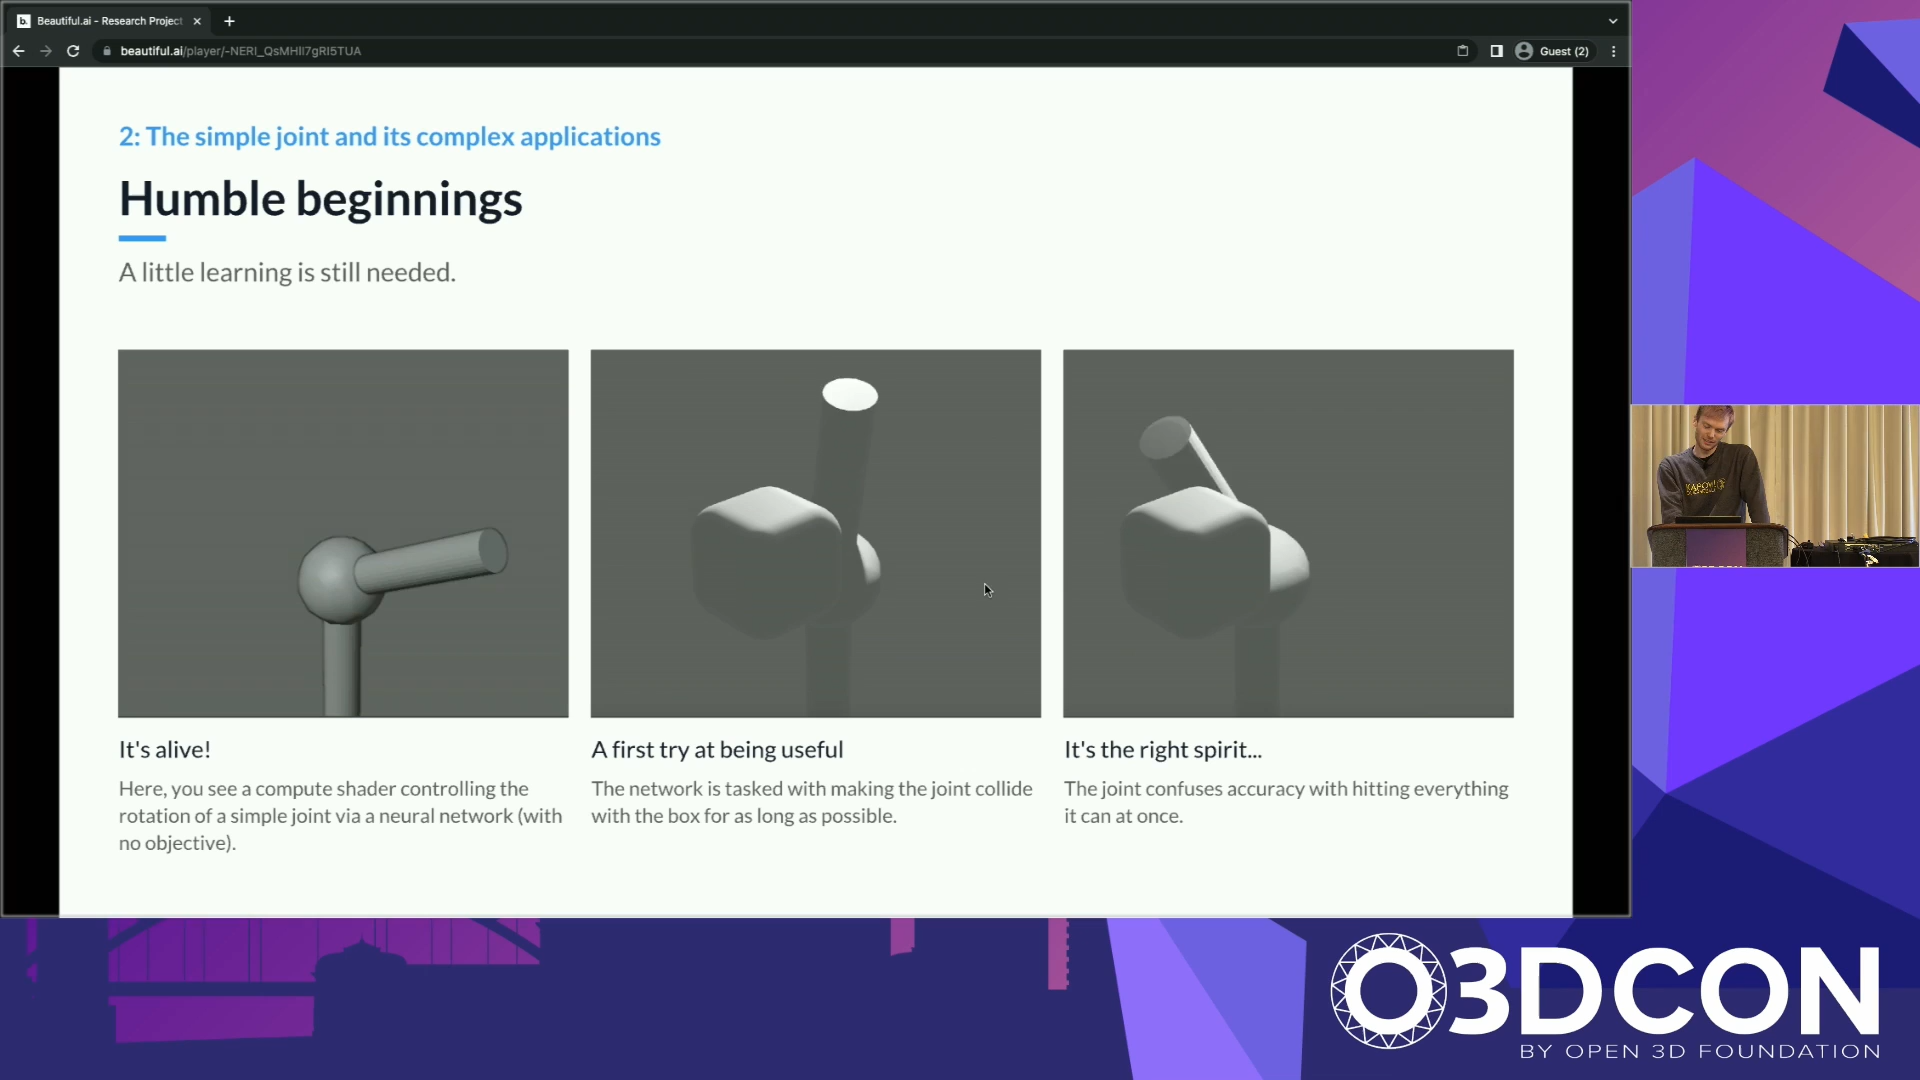 Beautiful.ai - Research Project
beautiful.ai/player/-NERI_QsMHII7gRI5TUA
Guest (2)
2: The simple joint and its complex applications
Humble beginnings
A little learning is still needed.
It's alive!
Here, you see a compute shader controlling the
rotation of a simple joint via a neural network (with
no objective).
A first try at being useful
The network is tasked with making the joint collide
with the box for as long as possible.
It's the right spirit...
The joint confuses accuracy with hitting everything
it can at once.
O3DCON
BY OPEN 3D FOUNDATION